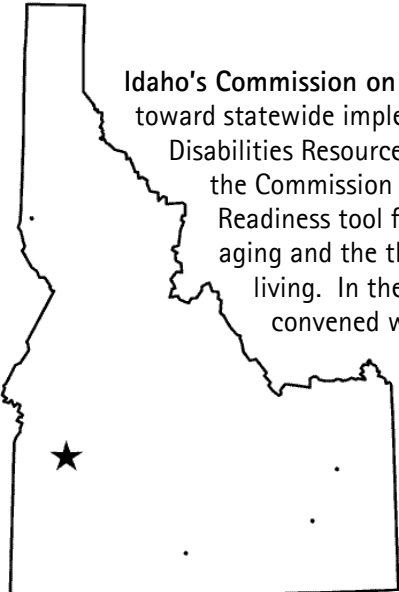 Idaho's Commission on
toward statewide imple
Disabilities Resource
the Commission
Readiness tool f
aging and the th
living. In the
convened w